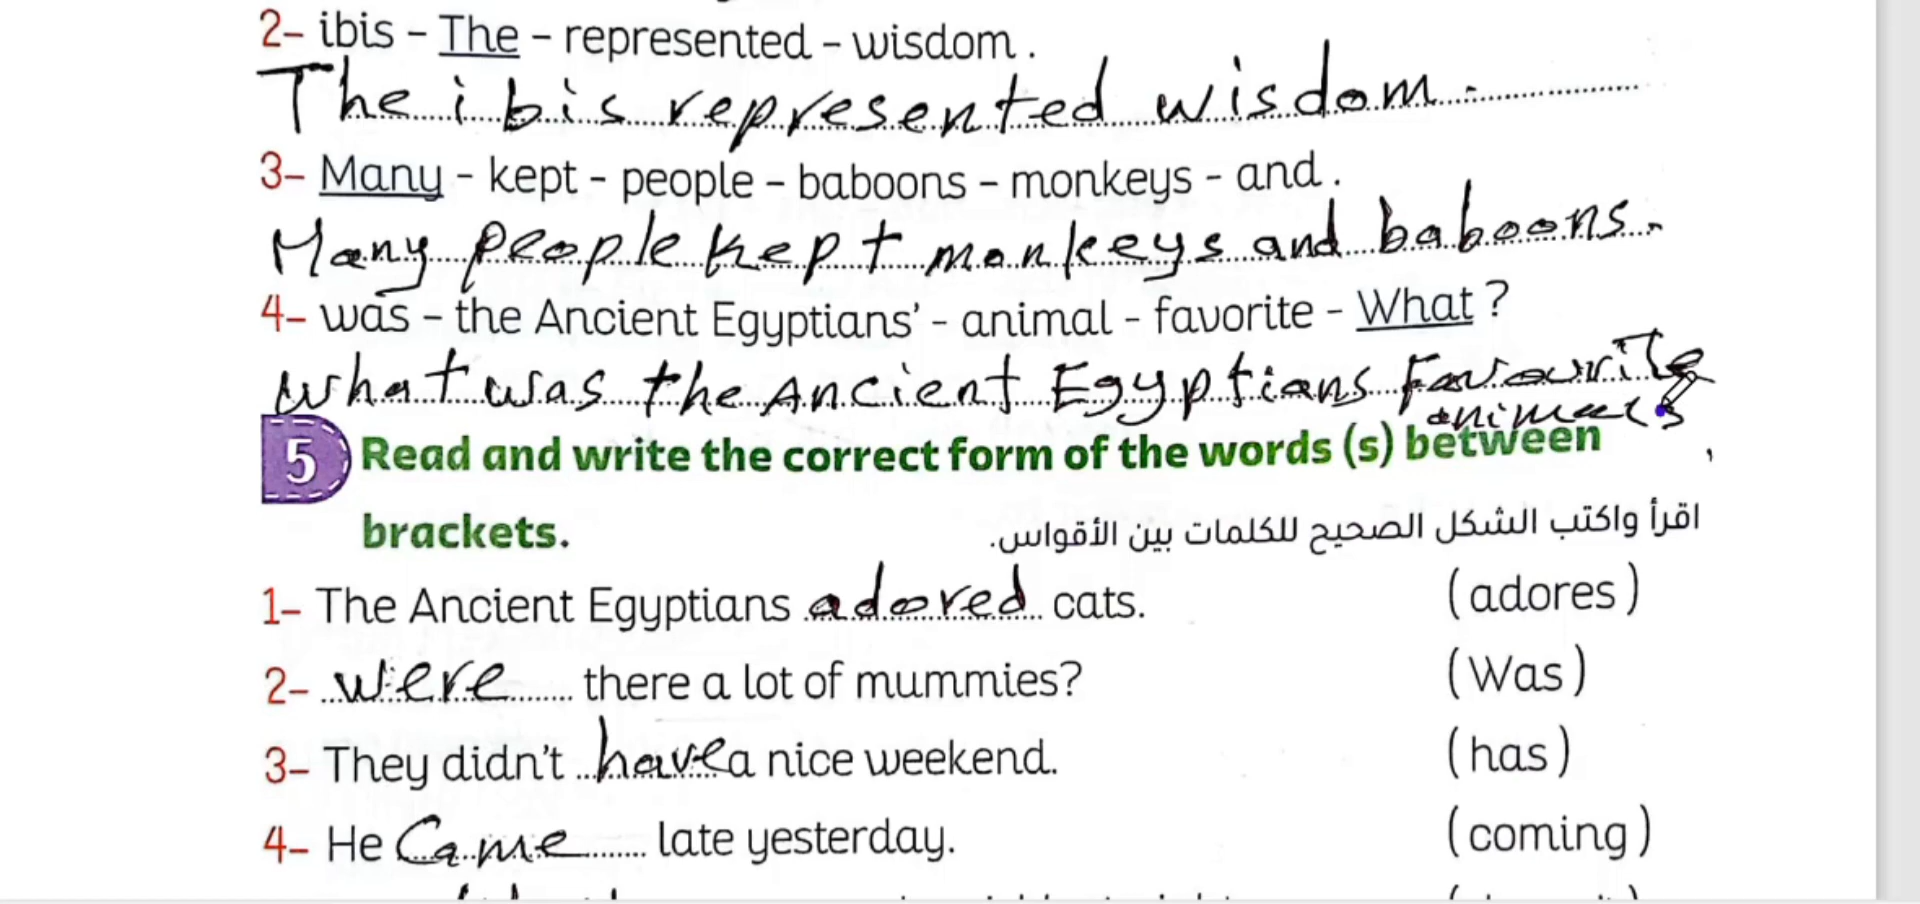 2- ibis - The - represented - wisdom .
The ibis represented wisdom.
3- Many - kept - people - baboons - monkeys - and .
Many people kept monkeys and baboons.
4- was - the Ancient Egyptians' - animal - favorite - What ?
What was the Ancient Egyptians Favourite
animals
5 Read and write the correct form of the words (s) between
brackets.
اقرأ واكتب الشكل الصحيح للكلمات بين الأقواس.
1- The Ancient Egyptians adored cats. (adores)
2- were there a lot of mummies? (Was)
3- They didn't have a nice weekend. (has)
4- He Came late yesterday. (coming)